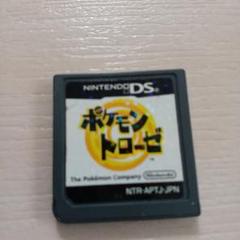 NINTENDO DS
ポケモン
トローゼ
The Pokémon Company
Nintendo
NTR-APTJ-JPN